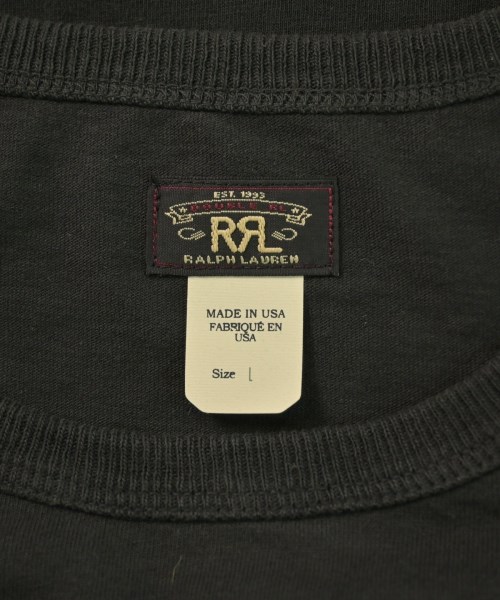 EST. 1993
DOUBLE RL
RRL
RALPH LAUREN
MADE IN USA
FABRIQUÉ EN
USA
Size L